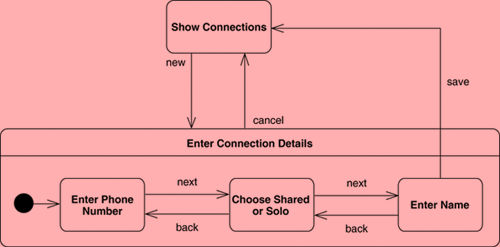 Show Connections
new
cancel
save
Enter Connection Details
Enter Phone
Number
next
back
Choose Shared
or Solo
next
back
Enter Name